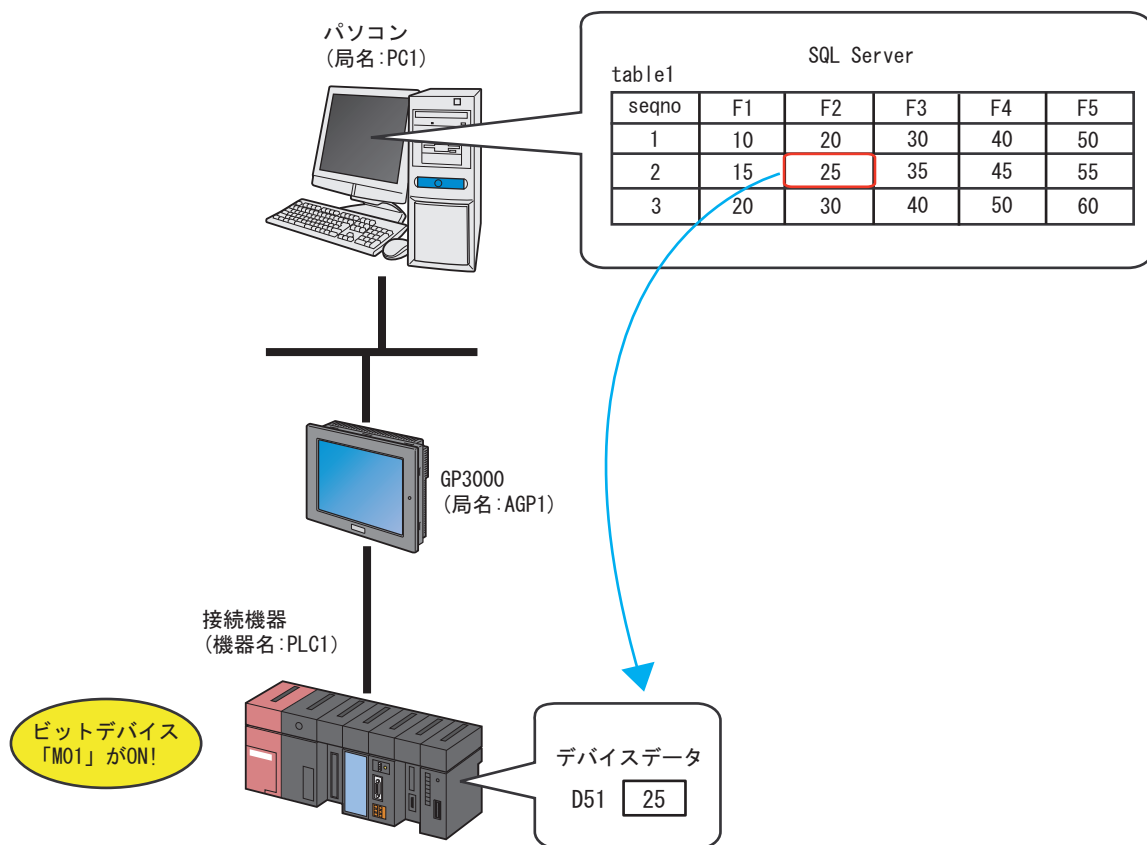 パソコン
(局名:PC1)
SQL Server
table1
seqno F1 F2 F3 F4 F5
1 10 20 30 40 50
2 15 25 35 45 55
3 20 30 40 50 60
GP3000
(局名:AGP1)
接続機器
(機器名:PLC1)
ビットデバイス
「M01」がON!
デバイスデータ
D51 25